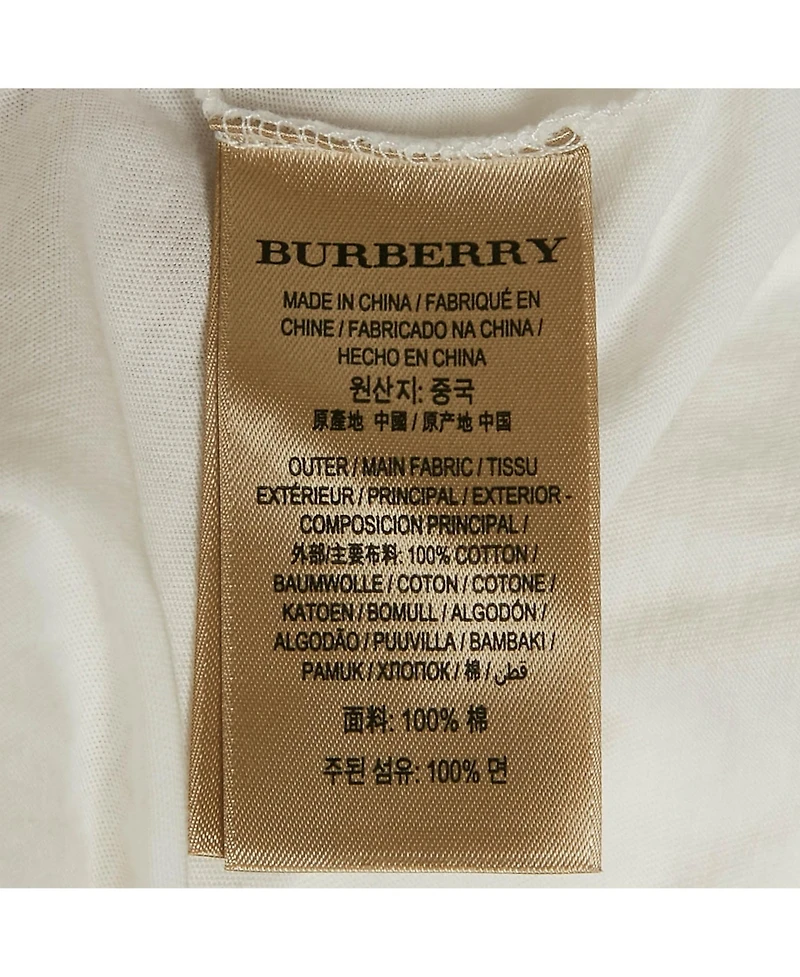 BURBERRY
MADE IN CHINA / FABRIQUÉ EN
CHINE / FABRICADO NA CHINA /
HECHO EN CHINA
원산지: 중국
原產地 中國 / 原产地 中国
OUTER / MAIN FABRIC / TISSU
EXTÉRIEUR / PRINCIPAL / EXTERIOR -
COMPOSICIÓN PRINCIPAL /
外部/主要布料: 100% COTTON /
BAUMWOLLE / COTON / COTONE /
KATOEN / BOMULL / ALGODÓN /
ALGODÃO / PUUVILLA / BAMBAKI /
PAMUK / ХЛОПОК / 棉 / قطن
面料: 100% 棉
주된 섬유: 100% 면